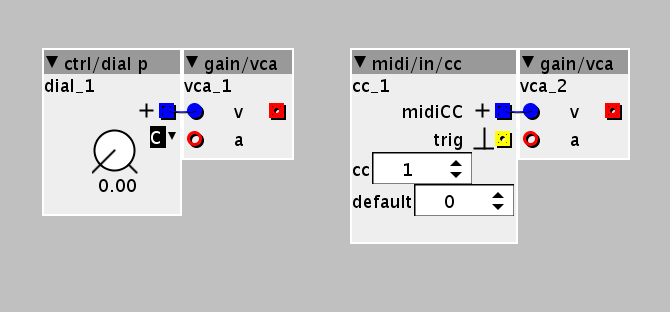 ctrl/dial p
dial_1
C
0.00
gain/vca
vca_1
v
a
midi/in/cc
cc_1
midiCC
trig
cc 1
default 0
gain/vca
vca_2
v
a